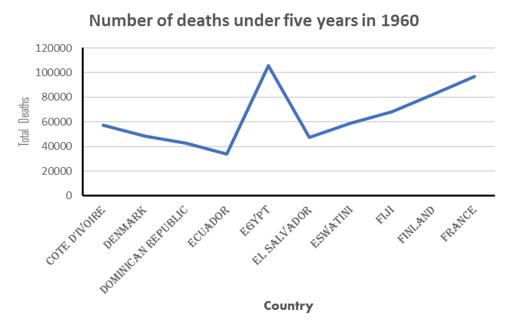 Number of deaths under five years in 1960
120000
100000
80000
60000
40000
20000
0
Total Deaths
COTE D'IVOIRE
DENMARK
DOMINICAN REPUBLIC
ECUADOR
EGYPT
EL SALVADOR
ESWATINI
FIJI
FINLAND
FRANCE
Country